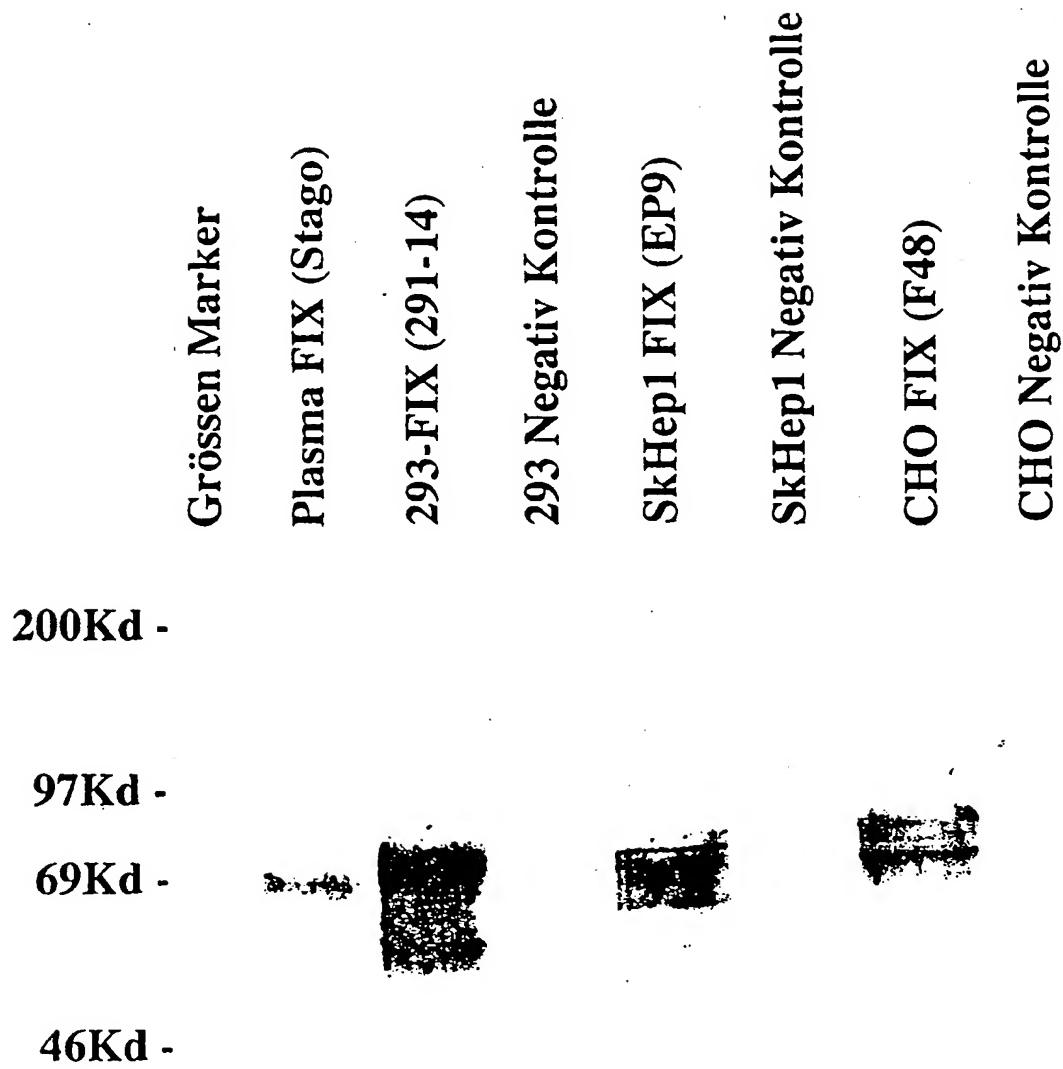 Grössen Marker
Plasma FIX (Stago)
293-FIX (291-14)
293 Negativ Kontrolle
SkHep1 FIX (EP9)
SkHep1 Negativ Kontrolle
CHO FIX (F48)
CHO Negativ Kontrolle
200Kd -
97Kd -
69Kd -
46Kd -